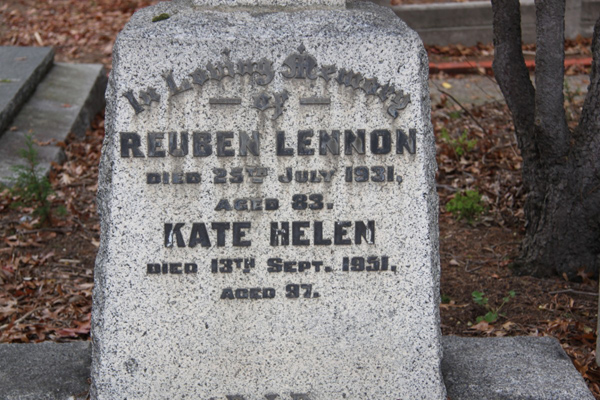 In Loving Memory
of
REUBEN LENNON
DIED 25TH JULY 1931,
AGED 83.
KATE HELEN
DIED 13TH SEPT. 1951,
AGED 97.